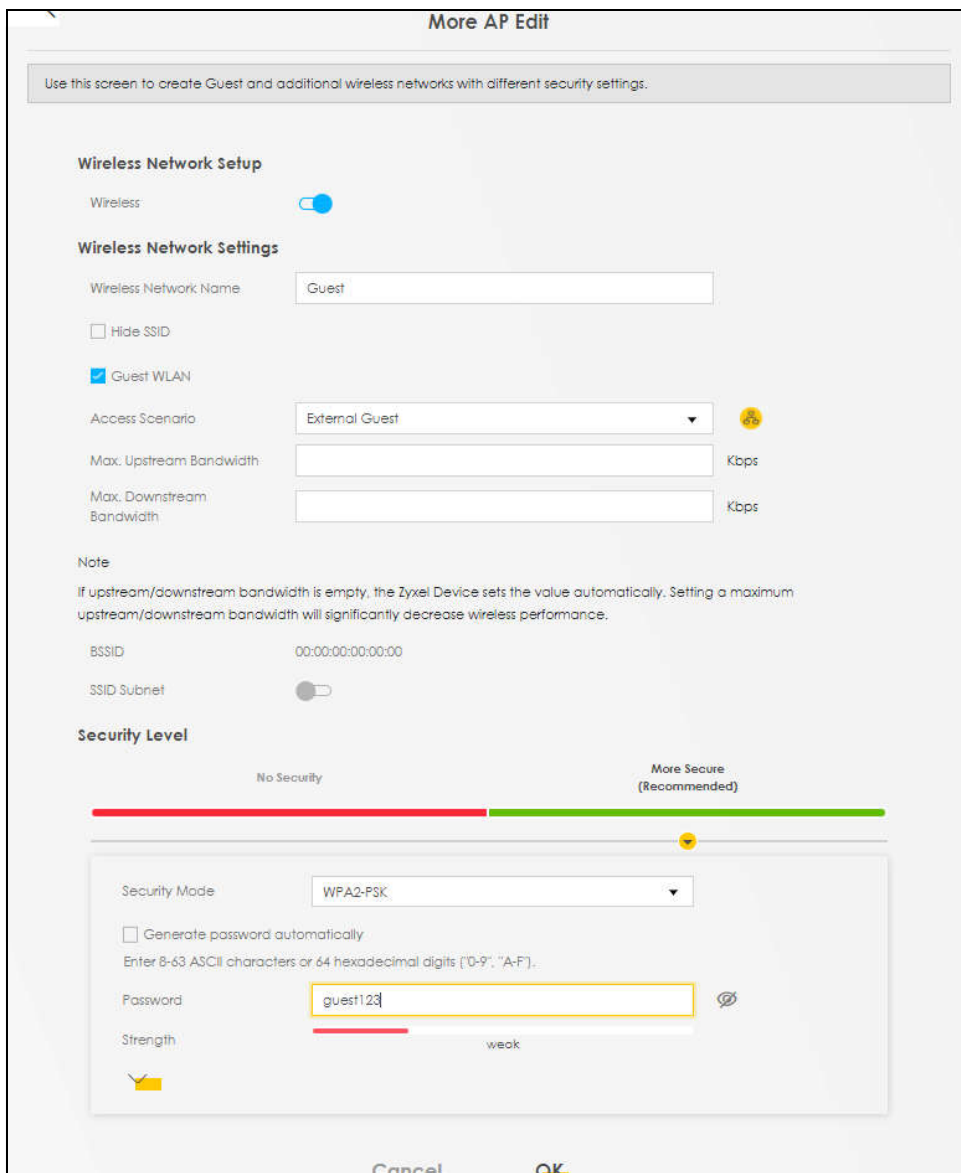 More AP Edit
Use this screen to create Guest and additional wireless networks with different security settings.
Wireless Network Setup
Wireless
Wireless Network Settings
Wireless Network Name Guest
Hide SSID
Guest WLAN
Access Scenario External Guest
Max. Upstream Bandwidth Kbps
Max. Downstream
Bandwidth Kbps
Note
If upstream/downstream bandwidth is empty, the Zyxel Device sets the value automatically. Setting a maximum
upstream/downstream bandwidth will significantly decrease wireless performance.
BSSID 00:00:00:00:00:00
SSID Subnet
Security Level
No Security
More Secure
(Recommended)
Security Mode WPA2-PSK
Generate password automatically
Enter 8-63 ASCII characters or 64 hexadecimal digits ("0-9", "A-F").
Password guest123
Strength
weak
Cancel OK